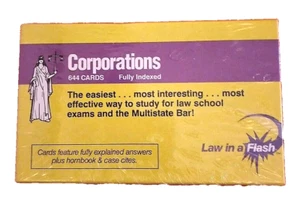 Corporations
644 CARDS Fully Indexed
The easiest . . . most interesting . . . most
effective way to study for law school
exams and the Multistate Bar!
Law in a Flash
Cards feature fully explained answers
plus hornbook & case cites.